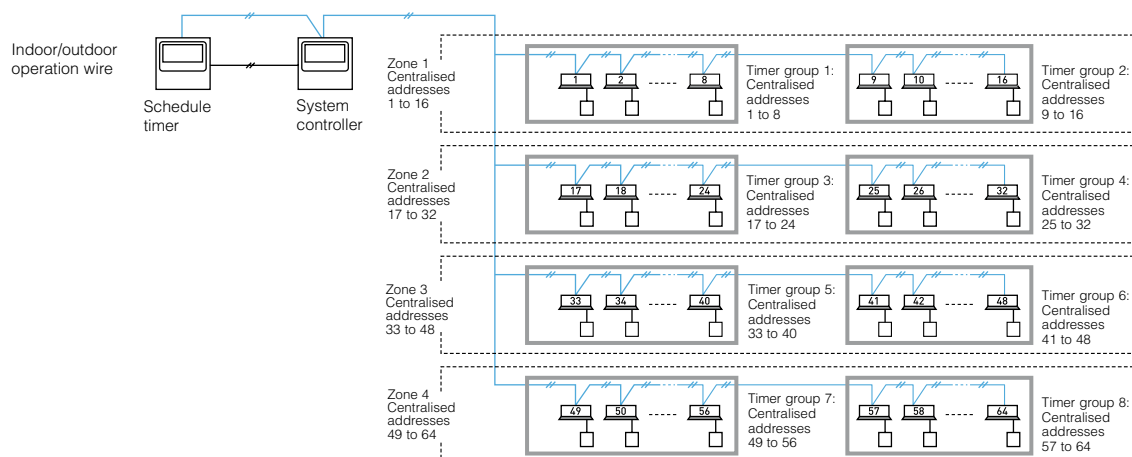 Indoor/outdoor
operation wire
Schedule
timer
System
controller
Zone 1
Centralised
addresses
1 to 16
1
2
8
Timer group 1:
Centralised
addresses
1 to 8
9
10
16
Timer group 2:
Centralised
addresses
9 to 16
Zone 2
Centralised
addresses
17 to 32
17
18
24
Timer group 3:
Centralised
addresses
17 to 24
25
26
32
Timer group 4:
Centralised
addresses
25 to 32
Zone 3
Centralised
addresses
33 to 48
33
34
40
Timer group 5:
Centralised
addresses
33 to 40
41
42
48
Timer group 6:
Centralised
addresses
41 to 48
Zone 4
Centralised
addresses
49 to 64
49
50
56
Timer group 7:
Centralised
addresses
49 to 56
57
58
64
Timer group 8:
Centralised
addresses
57 to 64